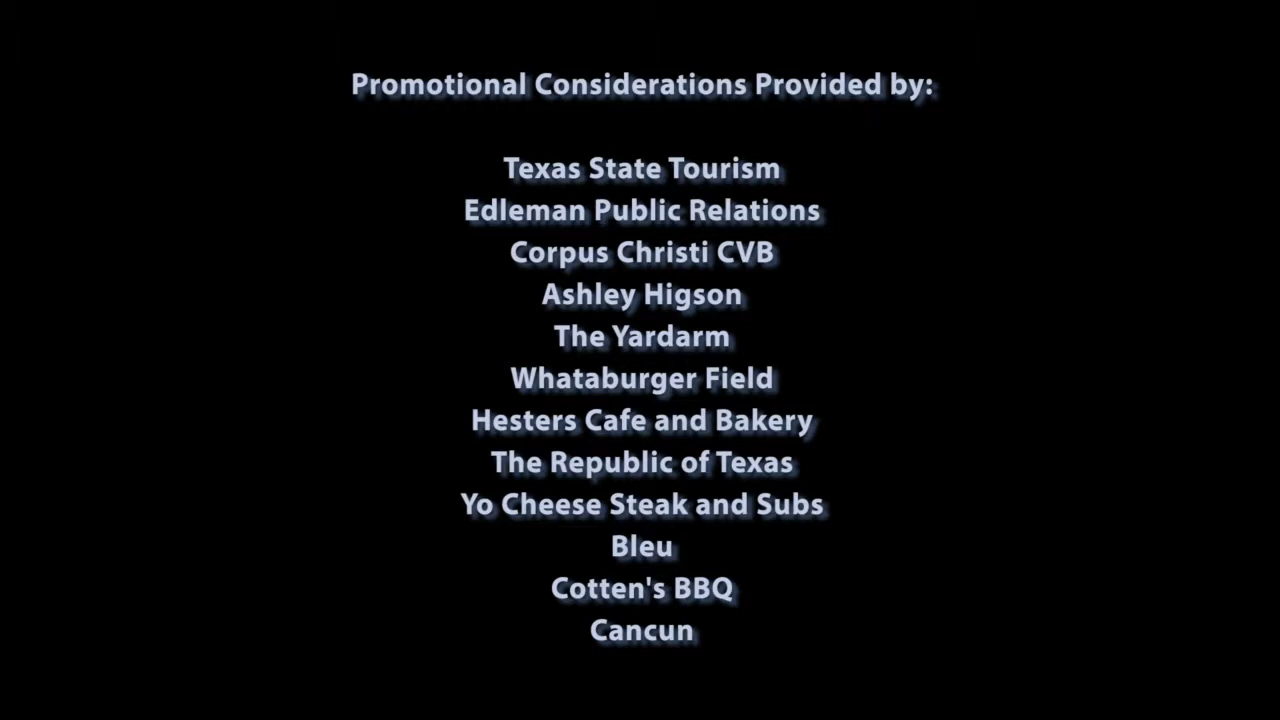 Promotional Considerations Provided by:
Texas State Tourism
Edleman Public Relations
Corpus Christi CVB
Ashley Higson
The Yardarm
Whataburger Field
Hesters Cafe and Bakery
The Republic of Texas
Yo Cheese Steak and Subs
Bleu
Cotten's BBQ
Cancun